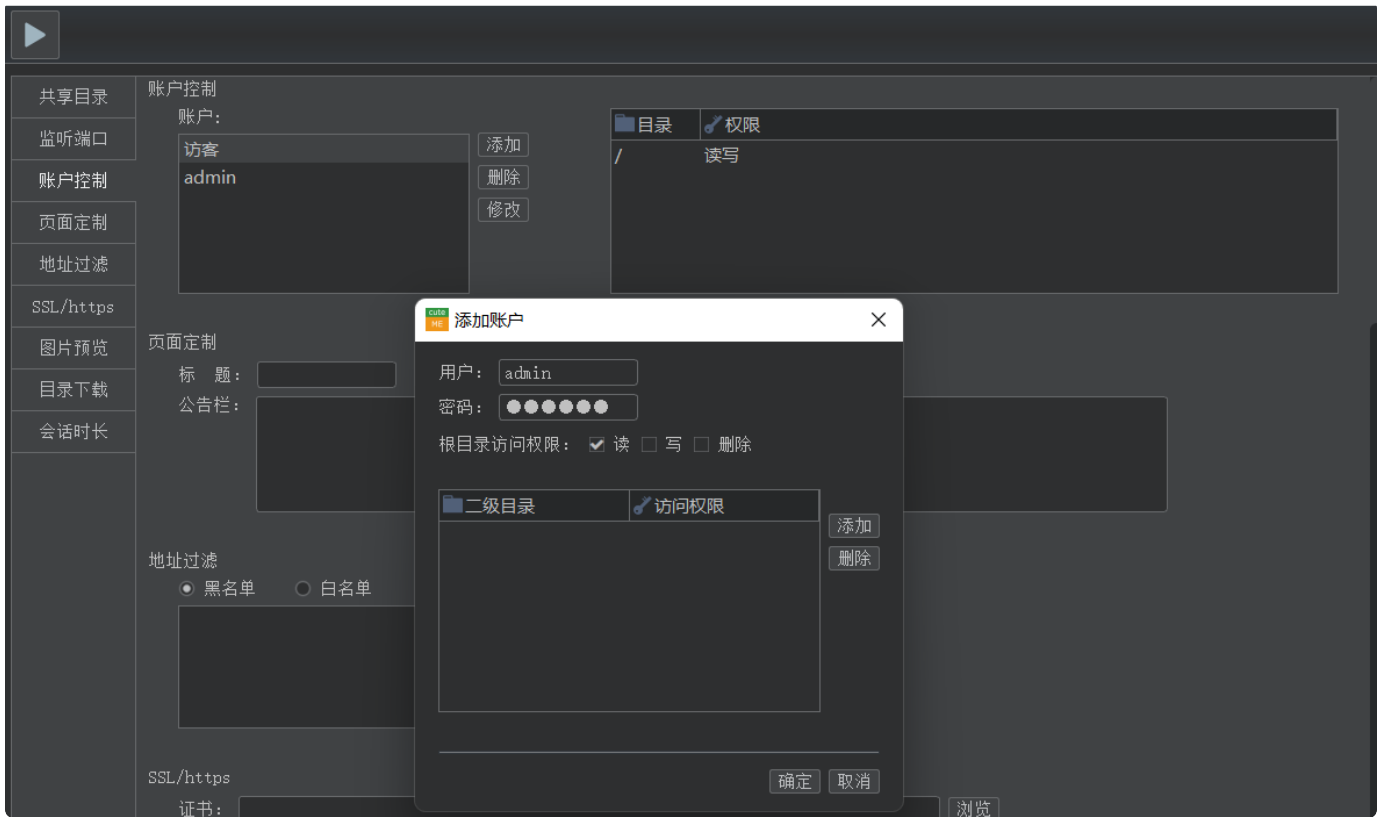 共享目录
监听端口
账户控制
页面定制
地址过滤
SSL/https
图片预览
目录下载
会话时长
账户控制
账户:
访客
admin
添加
删除
修改
目录 权限
/ 读写
页面定制
标 题:
公告栏:
地址过滤
黑名单 白名单
SSL/https
证书: 浏览
cute
ME
添加账户
用户: admin
密码: ●●●●●●
根目录访问权限: 读 写 删除
二级目录 访问权限
添加
删除
确定 取消